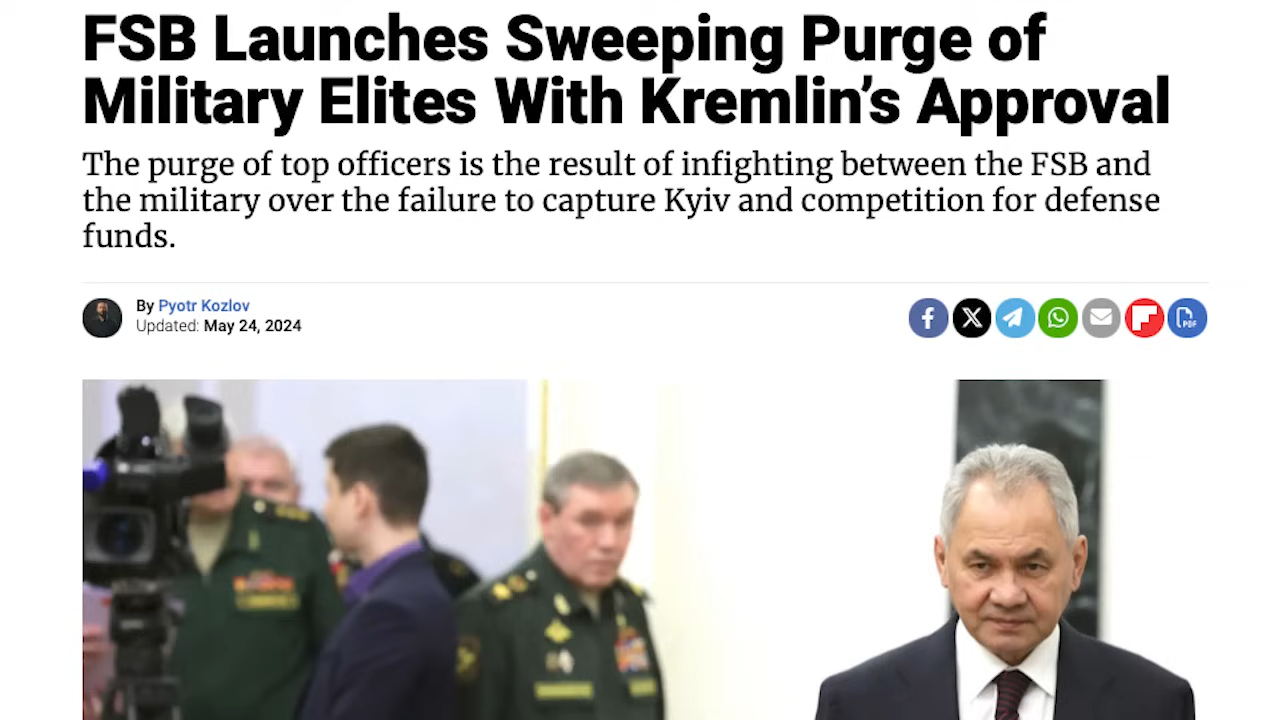 FSB Launches Sweeping Purge of
Military Elites With Kremlin’s Approval
The purge of top officers is the result of infighting between the FSB and
the military over the failure to capture Kyiv and competition for defense
funds.
By Pyotr Kozlov
Updated: May 24, 2024
PDF